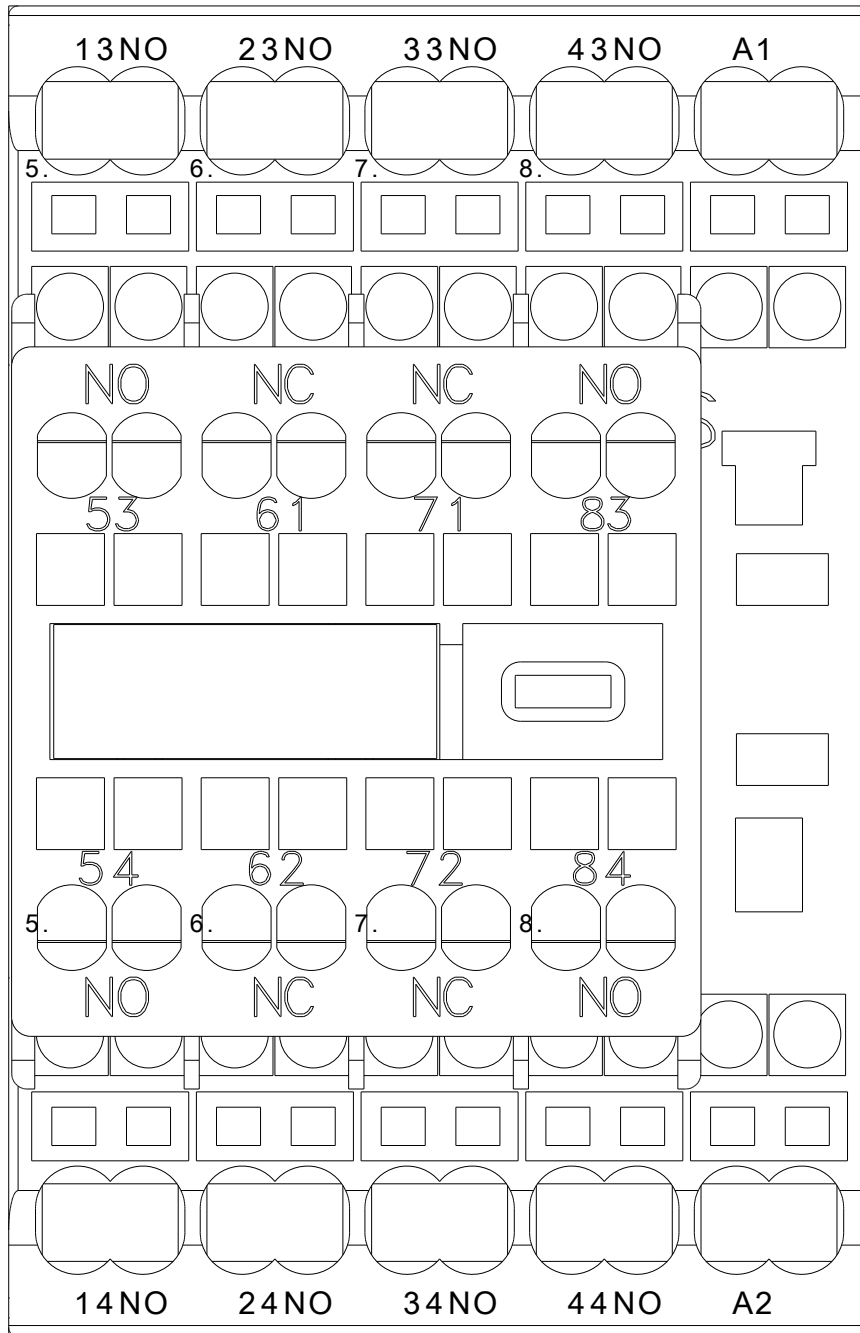 13NO 23NO 33NO 43NO A1
5. 6. 7. 8.
NO NC NC NO
53 61 71 83
54 62 72 84
5. 6. 7. 8.
NO NC NC NO
14NO 24NO 34NO 44NO A2